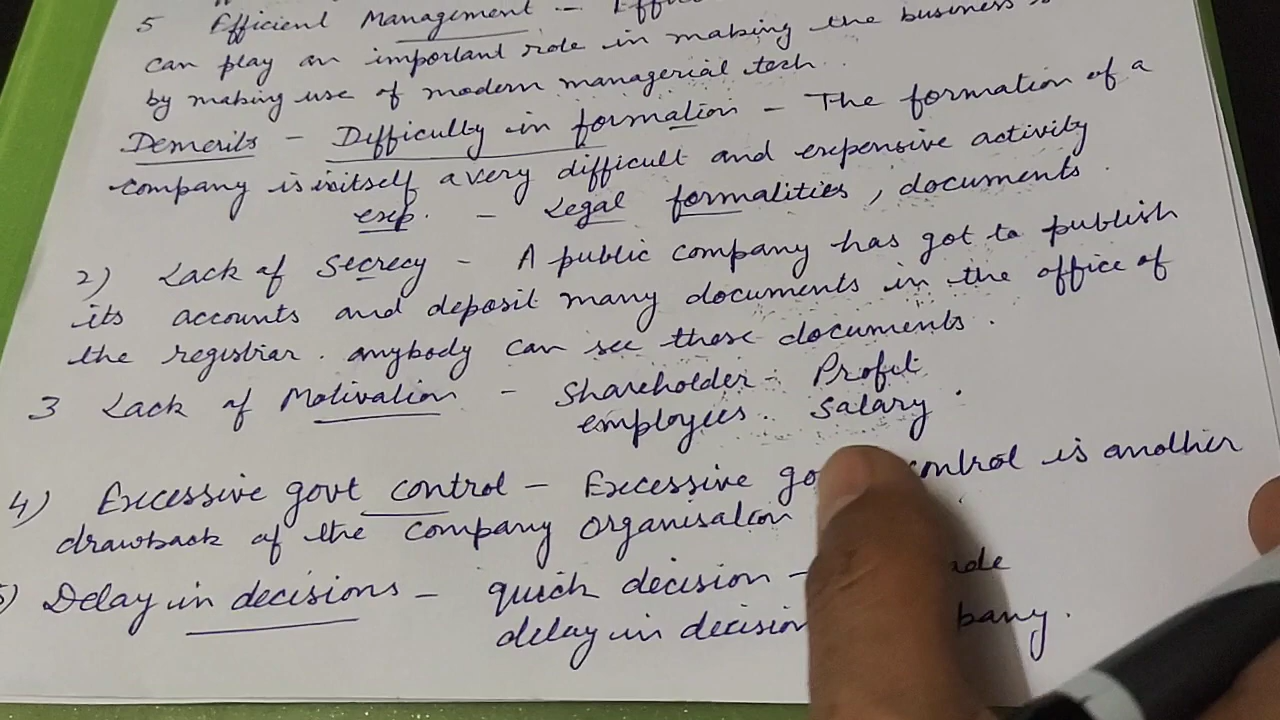 5 Efficient Management -
can play an important role in making the business
by making use of modern managerial tech.
Demerits - Difficulty in formation - The formation of a
company is initself a very difficult and expensive activity
exp. - Legal formalities, documents.
2) Lack of Secrecy - A public company has got to publish
its accounts and deposit many documents in the office of
the registrar. anybody can see these documents.
3 Lack of Motivation - Shareholder - Profit
employees. Salary.
4) Excessive govt control - Excessive control is another
drawback of the company organisation
Delay in decisions - quick decision -
delay in decision